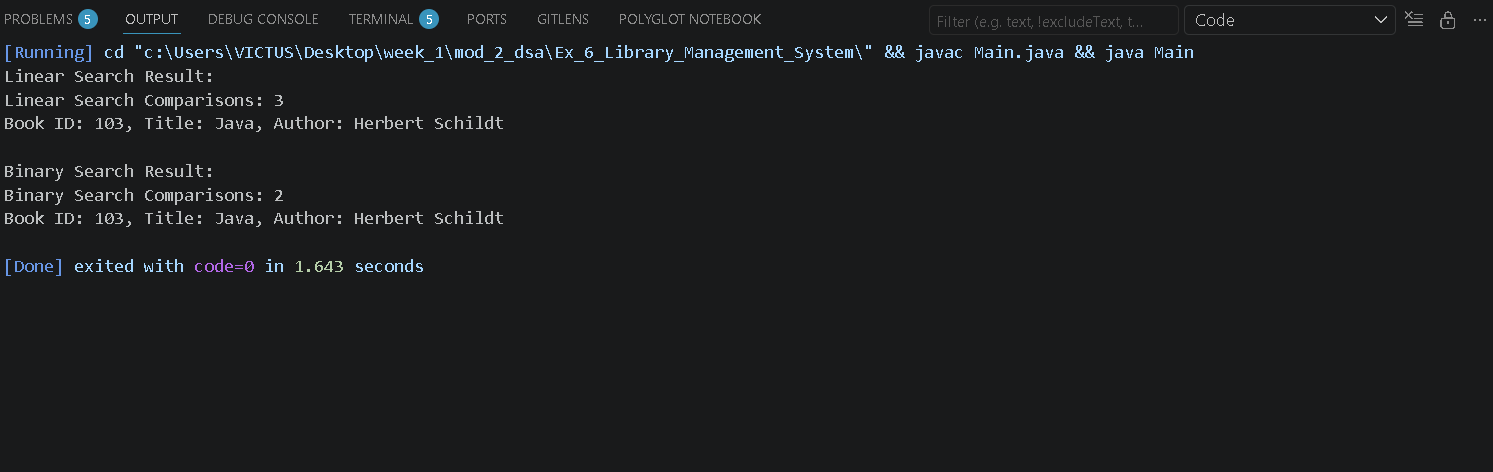 PROBLEMS 5 OUTPUT DEBUG CONSOLE TERMINAL 5 PORTS GITLENS POLYGLOT NOTEBOOK Filter (e.g. text, !excludeText, t... Code
[Running] cd "c:\Users\VICTUS\Desktop\week_1\mod_2_dsa\Ex_6_Library_Management_System\" && javac Main.java && java Main
Linear Search Result:
Linear Search Comparisons: 3
Book ID: 103, Title: Java, Author: Herbert Schildt
Binary Search Result:
Binary Search Comparisons: 2
Book ID: 103, Title: Java, Author: Herbert Schildt
[Done] exited with code=0 in 1.643 seconds